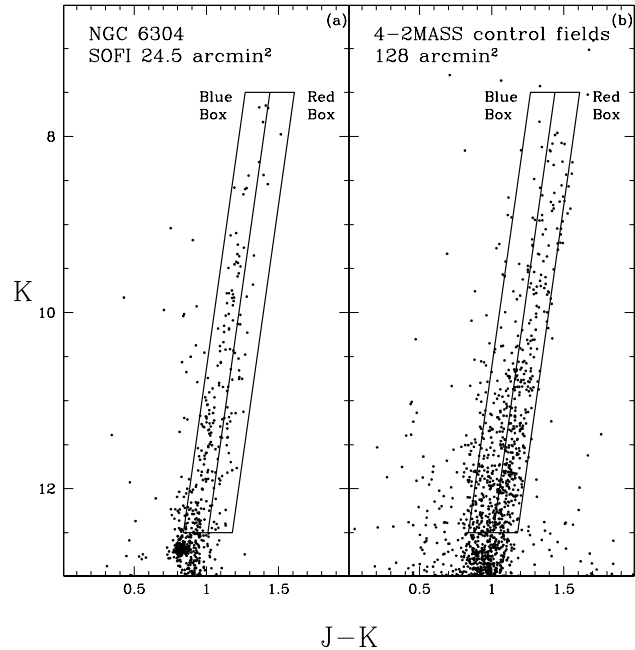 (a)
NGC 6304
SOFI 24.5 arcmin²
Blue Box
Red Box
(b)
4-2MASS control fields
128 arcmin²
Blue Box
Red Box
8
10
12
K
0.5 1 1.5
0.5 1 1.5
J-K